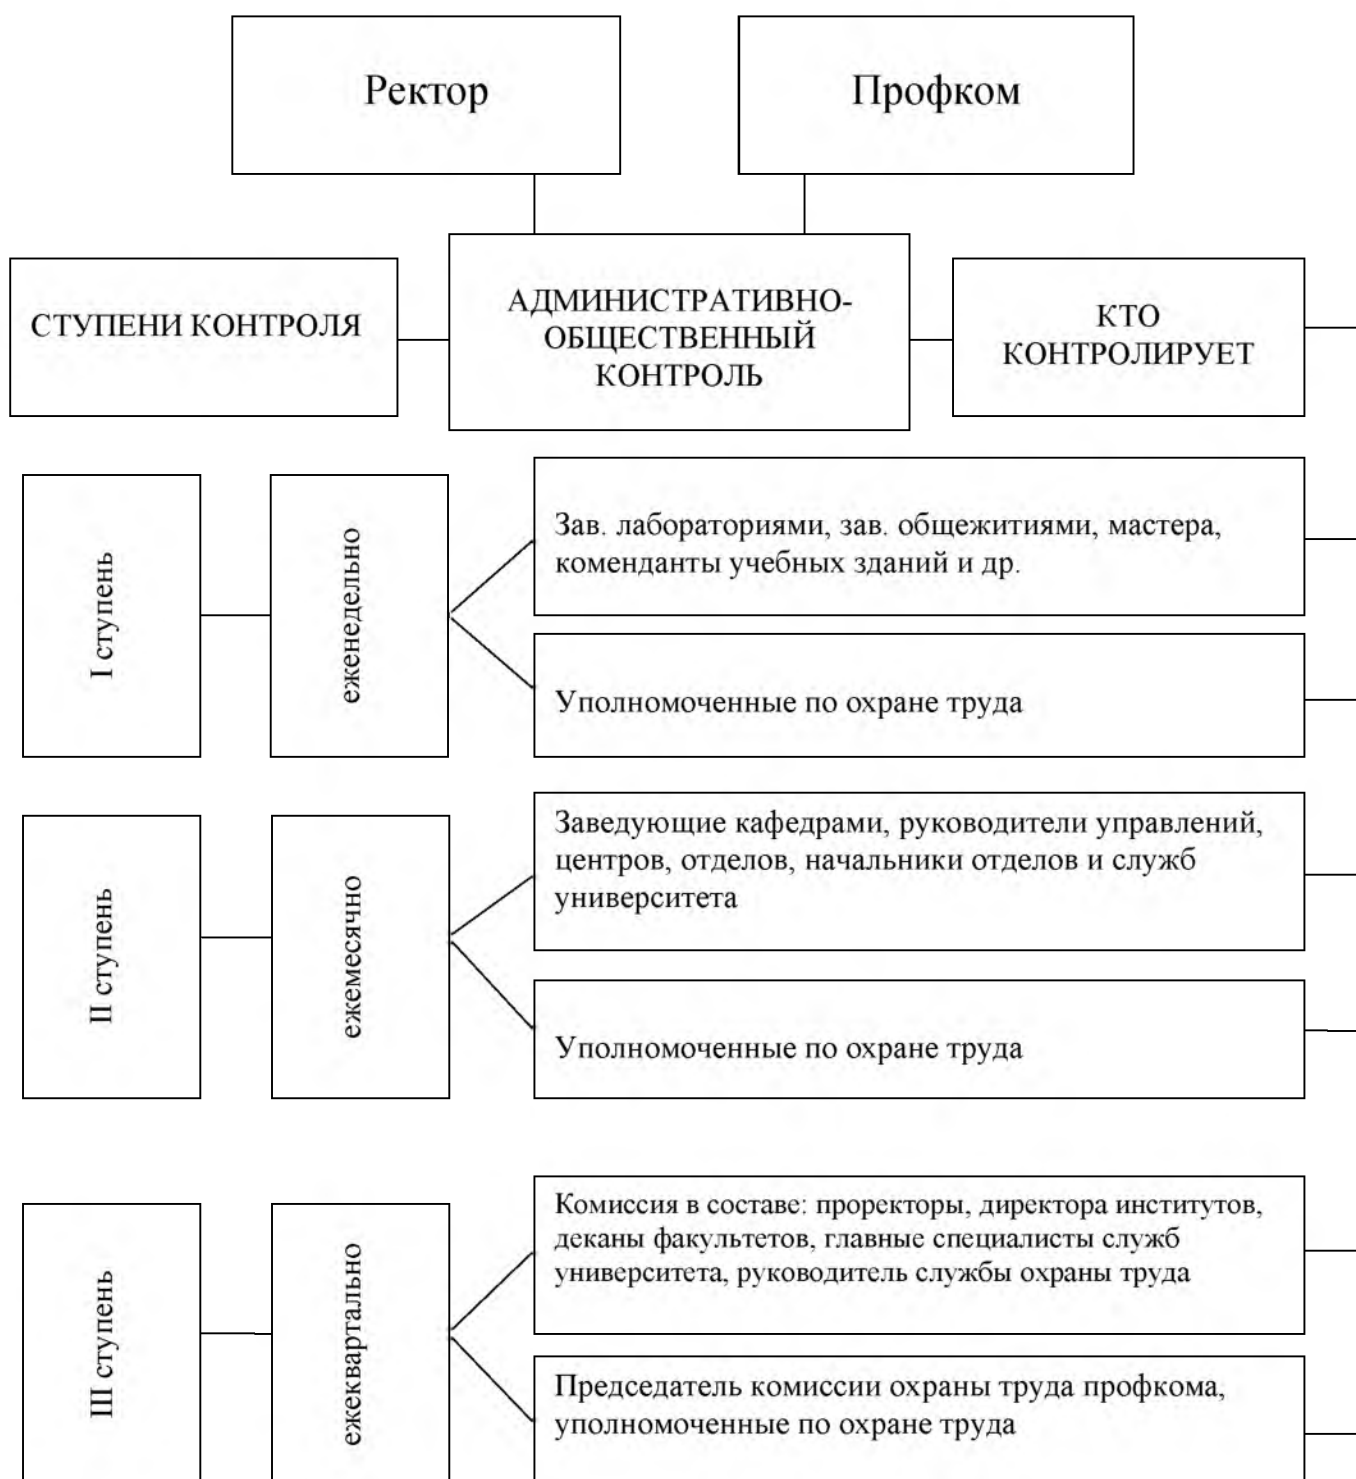 Ректор
Профком
СТУПЕНИ КОНТРОЛЯ
АДМИНИСТРАТИВНО-
ОБЩЕСТВЕННЫЙ
КОНТРОЛЬ
КТО
КОНТРОЛИРУЕТ
I ступень
еженедельно
Зав. лабораториями, зав. общежитиями, мастера,
коменданты учебных зданий и др.
Уполномоченные по охране труда
II ступень
ежемесячно
Заведующие кафедрами, руководители управлений,
центров, отделов, начальники отделов и служб
университета
Уполномоченные по охране труда
III ступень
ежеквартально
Комиссия в составе: проректоры, директора институтов,
деканы факультетов, главные специалисты служб
университета, руководитель службы охраны труда
Председатель комиссии охраны труда профкома,
уполномоченные по охране труда